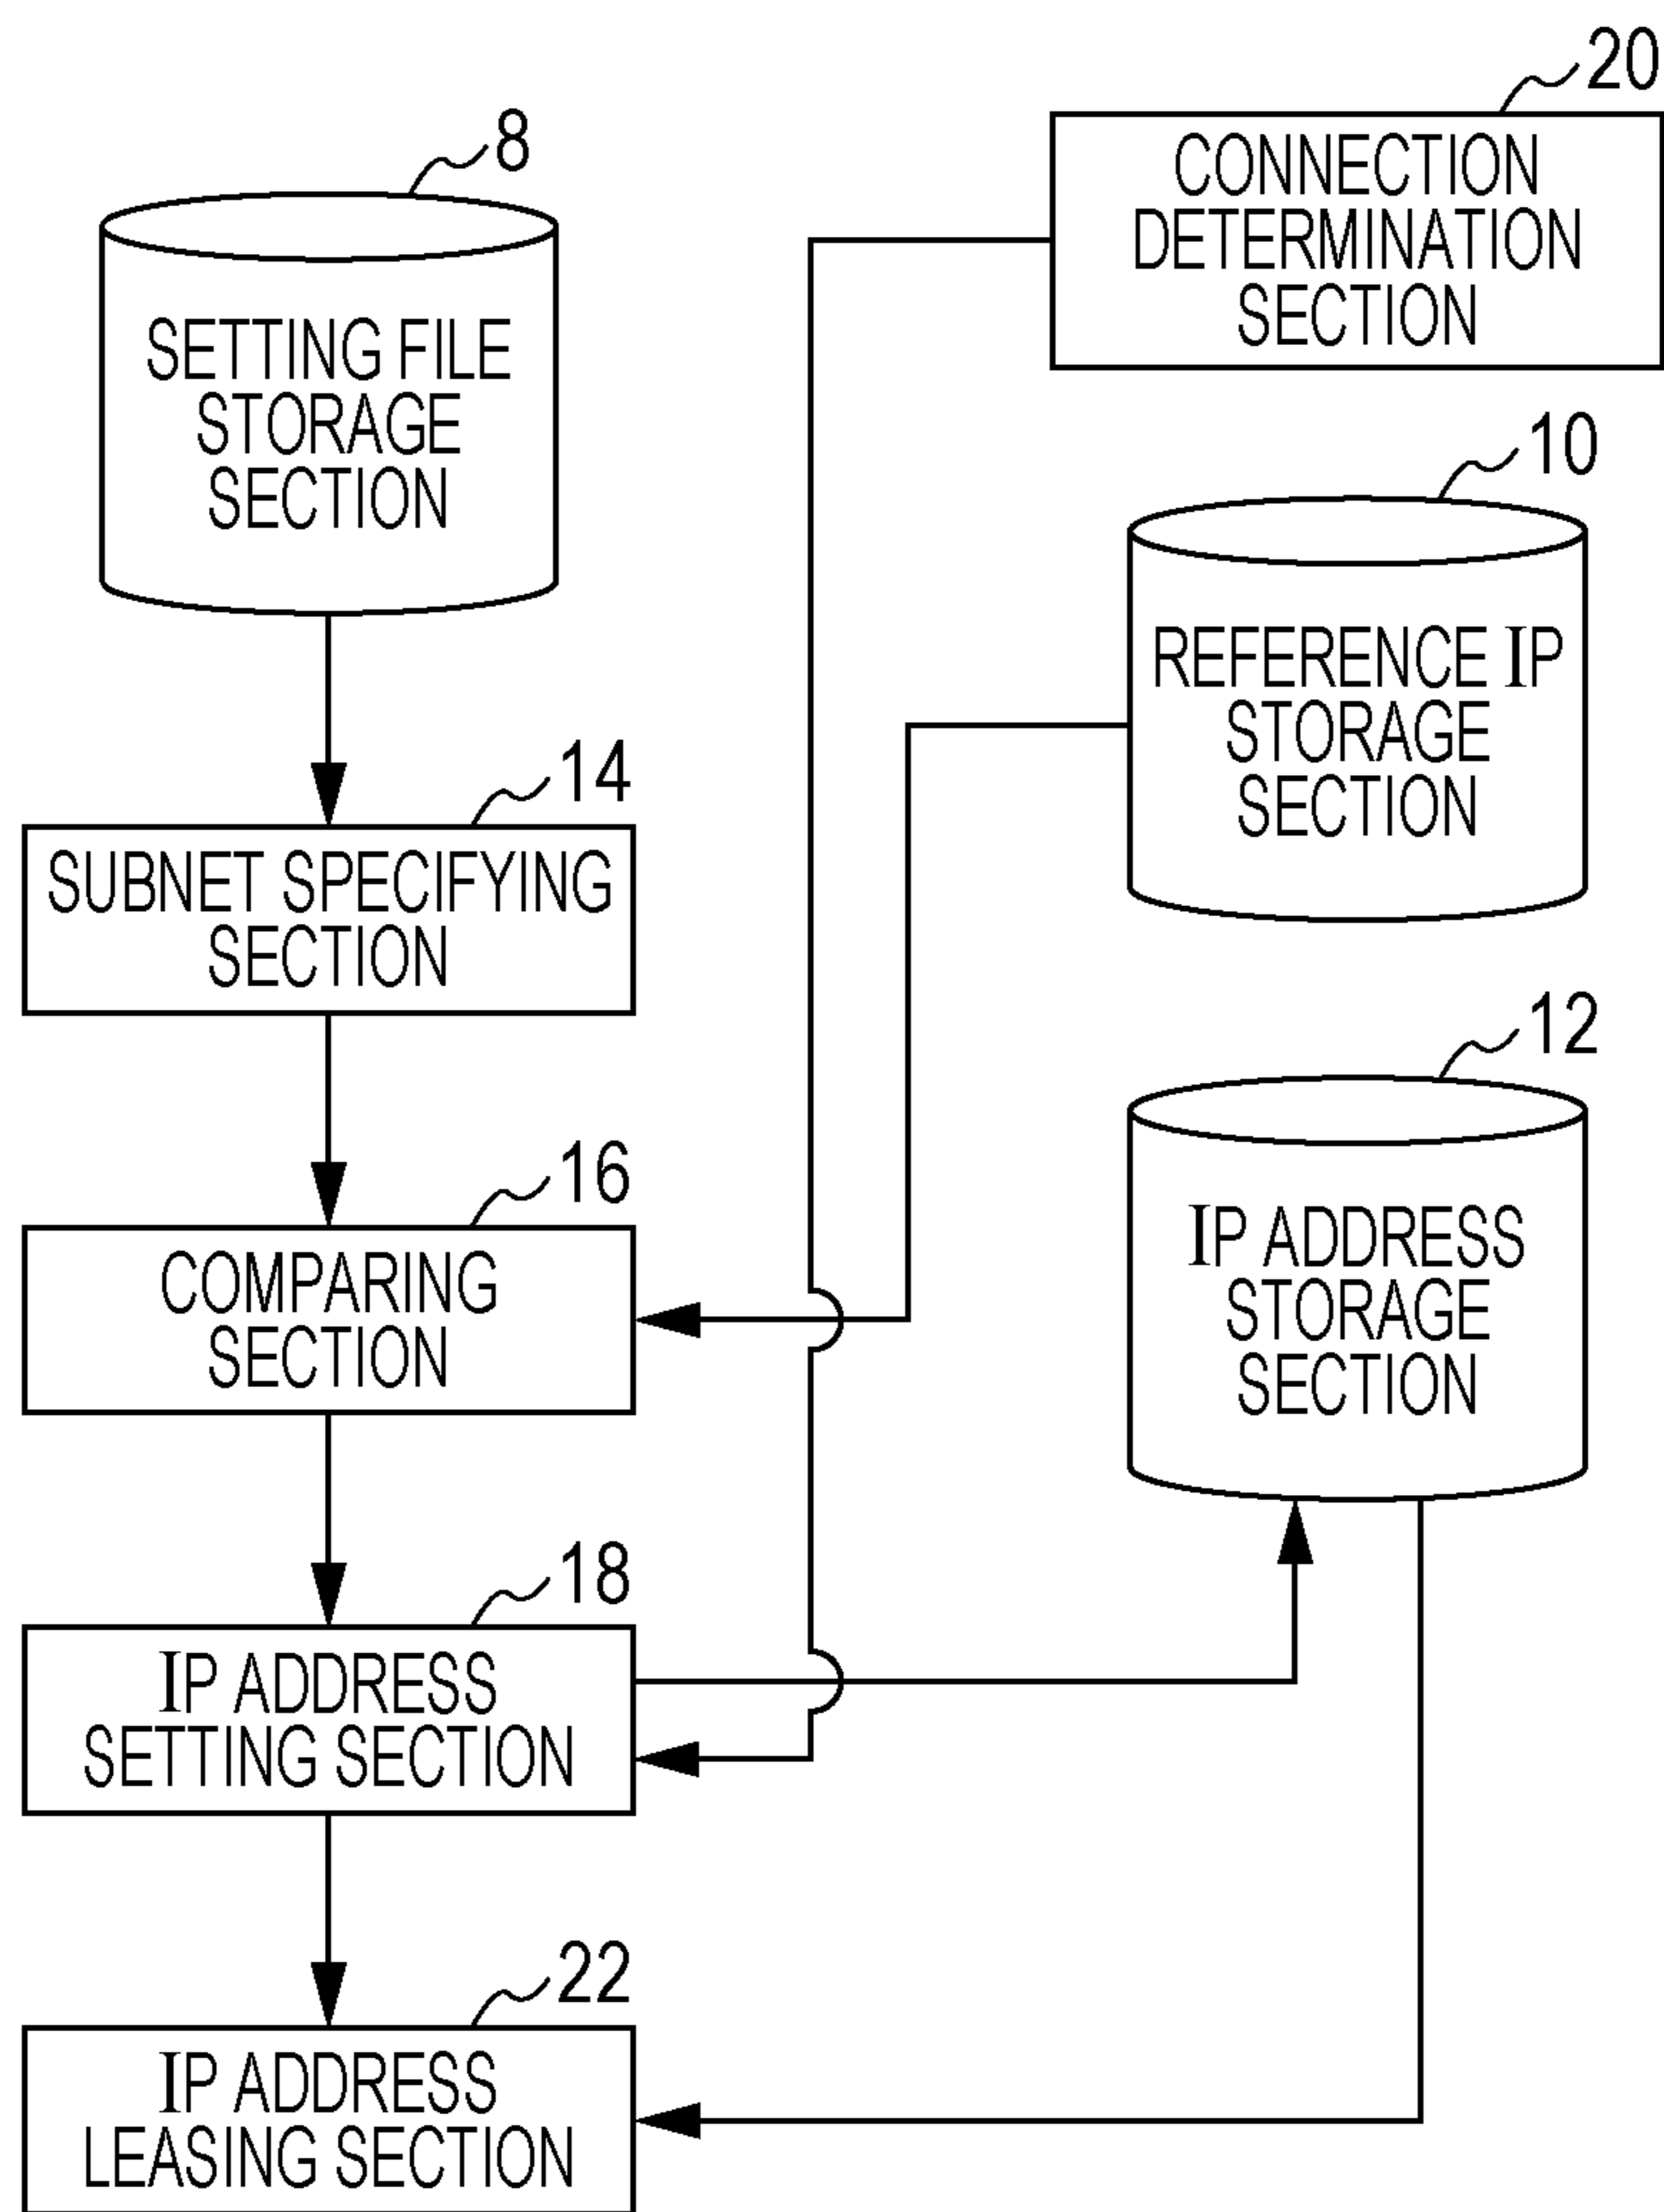 20
CONNECTION
DETERMINATION
SECTION
8
SETTING FILE
STORAGE
SECTION
10
REFERENCE IP
STORAGE
SECTION
14
SUBNET SPECIFYING
SECTION
12
IP ADDRESS
STORAGE
SECTION
16
COMPARING
SECTION
18
IP ADDRESS
SETTING SECTION
22
IP ADDRESS
LEASING SECTION